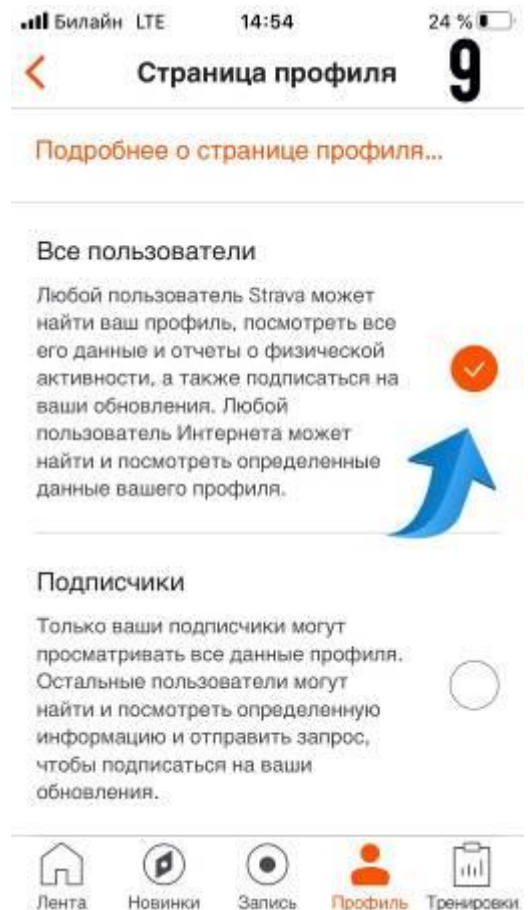 Билайн LTE 14:54 24 %
Страница профиля 9
Подробнее о странице профиля...
Все пользователи
Любой пользователь Strava может
найти ваш профиль, посмотреть все
его данные и отчеты о физической
активности, а также подписаться на
ваши обновления. Любой
пользователь Интернета может
найти и посмотреть определенные
данные вашего профиля.
Подписчики
Только ваши подписчики могут
просматривать все данные профиля.
Остальные пользователи могут
найти и посмотреть определенную
информацию и отправить запрос,
чтобы подписаться на ваши
обновления.
Лента Новинки Запись Профиль Тренировки